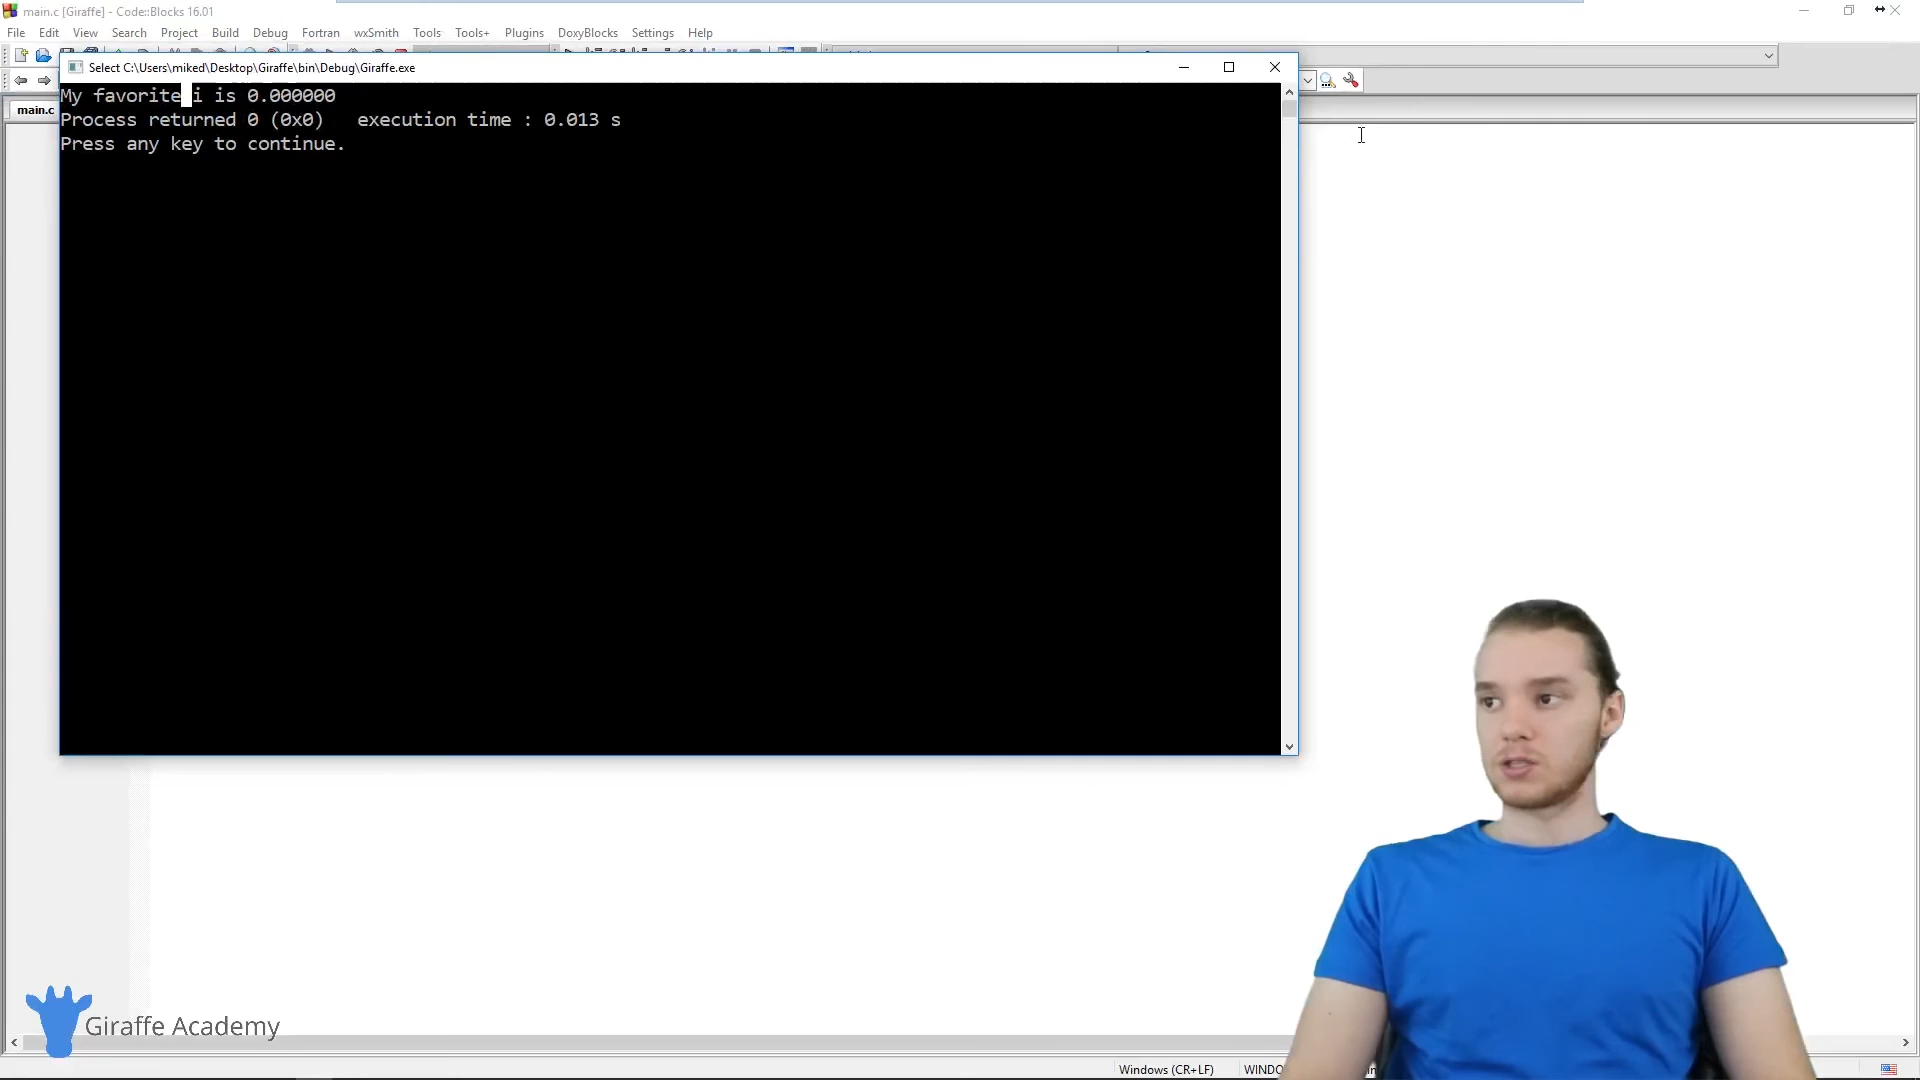 main.c [Giraffe] - Code::Blocks 16.01
File Edit View Search Project Build Debug Fortran wxSmith Tools Tools+ Plugins DoxyBlocks Settings Help
Select C:\Users\miked\Desktop\Giraffe\bin\Debug\Giraffe.exe
main.c
My favorite i is 0.000000
Process returned 0 (0x0) execution time : 0.013 s
Press any key to continue.
Giraffe Academy
Windows (CR+LF)